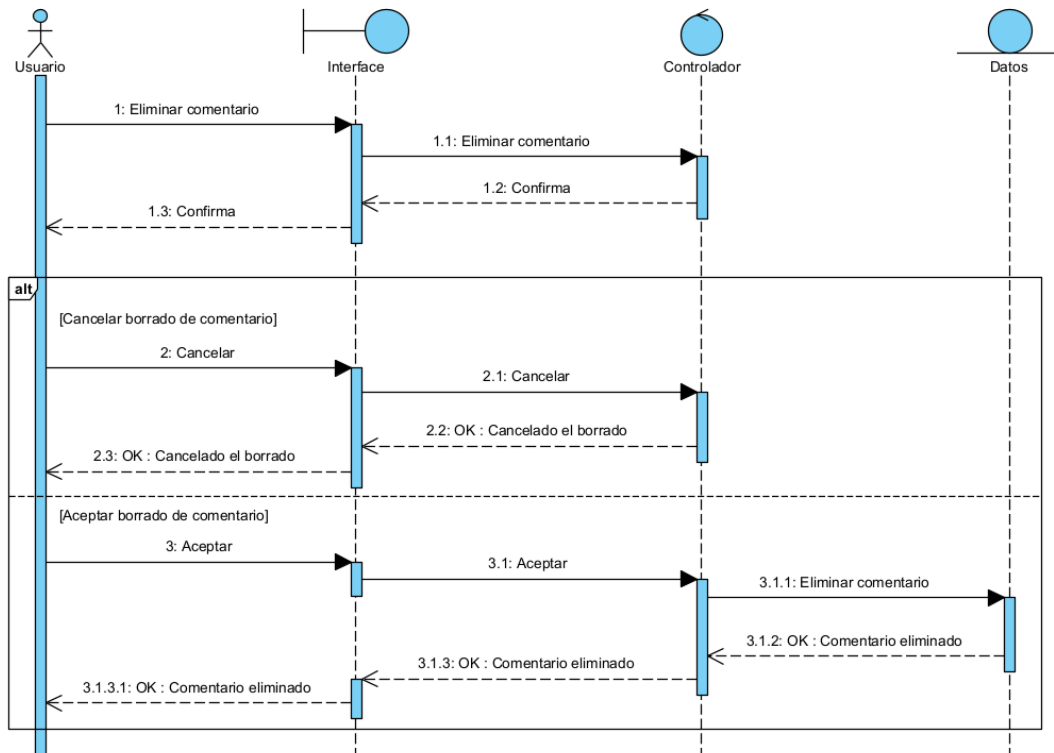 Usuario
Interface
Controlador
Datos
1: Eliminar comentario
1.1: Eliminar comentario
1.2: Confirma
1.3: Confirma
alt
[Cancelar borrado de comentario]
2: Cancelar
2.1: Cancelar
2.2: OK : Cancelado el borrado
2.3: OK : Cancelado el borrado
[Aceptar borrado de comentario]
3: Aceptar
3.1: Aceptar
3.1.1: Eliminar comentario
3.1.2: OK : Comentario eliminado
3.1.3: OK : Comentario eliminado
3.1.3.1: OK : Comentario eliminado